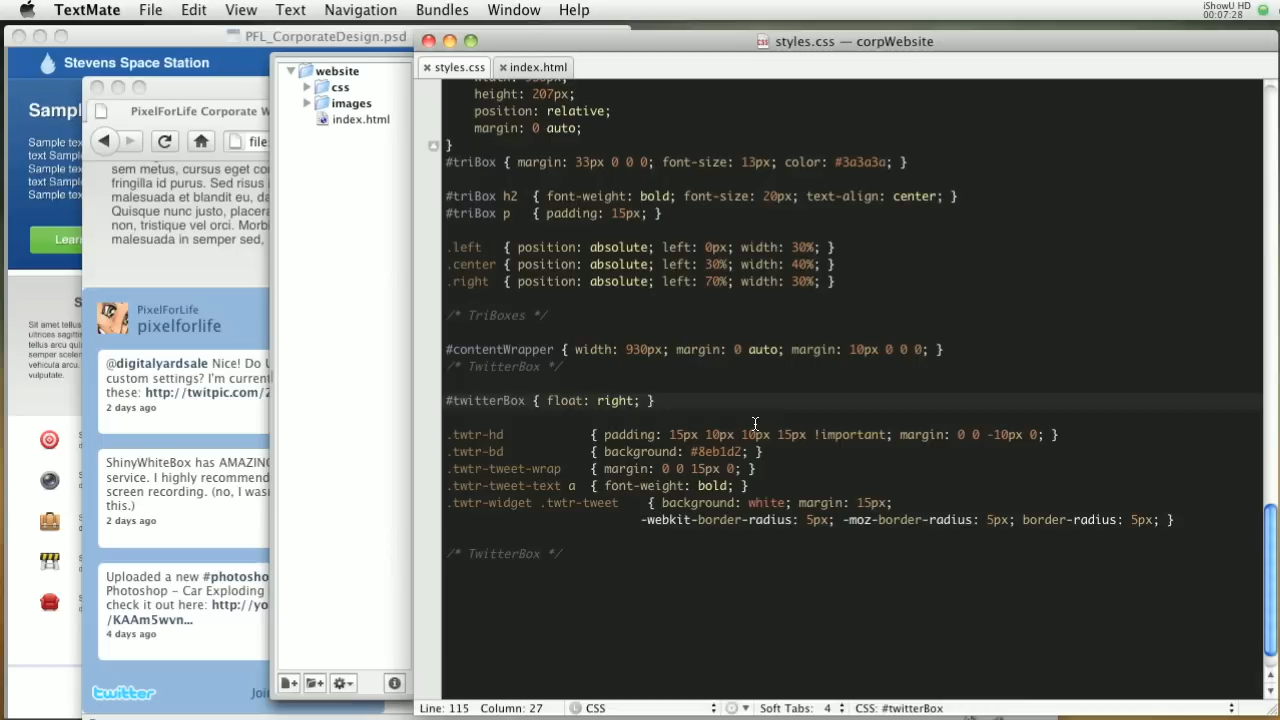 TextMate File Edit View Text Navigation Bundles Window Help
iShowU HD
00:07:28
PFL_CorporateDesign.psd
Stevens Space Station
Sample text
text Sampl
Learn
PixelForLife Corporate W
file:
sem metus, cursus eget co
fringilla id purus. Sed risus
malesuada et blandit eu, da
Quisque nunc justo, placera
non, tristique vel orci. Morb
malesuada in semper sed,
PixelForLife
pixelforlife
@digitalyardsale Nice! Do U
custom settings? I'm current
these: http://twitpic.com/2
2 days ago
ShinyWhiteBox has AMAZING
service. I highly recommend
screen recording. (no, I was
this.)
2 days ago
Uploaded a new #photosho
Photoshop - Car Exploding
check it out here: http://yo
/KAAm5wvn...
4 days ago
twitter
Join
Sit amet tellus
ultrices sagittis
tellus arcu quis
semper sceler
vehicula arcu.
vulputate.
website
css
images
index.html
styles.css — corpWebsite
styles.css
index.html
width: 930px;
height: 207px;
position: relative;
margin: 0 auto;
}
#triBox { margin: 33px 0 0 0; font-size: 13px; color: #3a3a3a; }
#triBox h2 { font-weight: bold; font-size: 20px; text-align: center; }
#triBox p { padding: 15px; }
.left { position: absolute; left: 0px; width: 30%; }
.center { position: absolute; left: 30%; width: 40%; }
.right { position: absolute; left: 70%; width: 30%; }
/* TriBoxes */
#contentWrapper { width: 930px; margin: 0 auto; margin: 10px 0 0 0; }
/* TwitterBox */
#twitterBox { float: right; }
.twtr-hd { padding: 15px 10px 10px 15px !important; margin: 0 0 -10px 0; }
.twtr-bd { background: #8eb1d2; }
.twtr-tweet-wrap { margin: 0 0 15px 0; }
.twtr-tweet-text a { font-weight: bold; }
.twtr-widget .twtr-tweet { background: white; margin: 15px;
-webkit-border-radius: 5px; -moz-border-radius: 5px; border-radius: 5px; }
/* TwitterBox */
Line: 115 Column: 27 CSS Soft Tabs: 4 CSS: #twitterBox